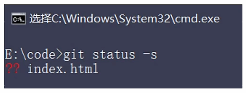 选择C:\Windows\System32\cmd.exe
E:\code>git status -s
?? index.html